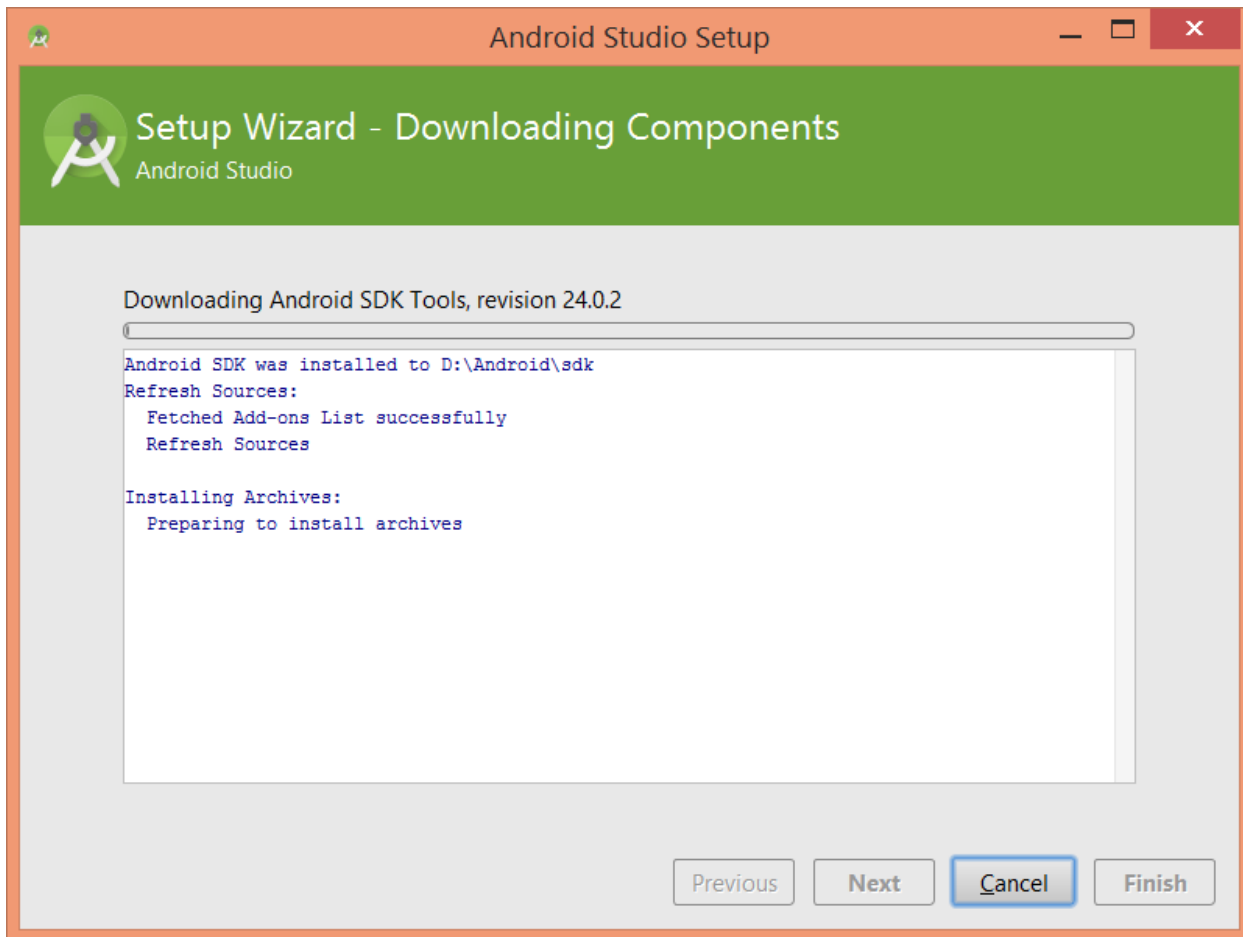 Android Studio Setup
Setup Wizard - Downloading Components
Android Studio
Downloading Android SDK Tools, revision 24.0.2
Android SDK was installed to D:\Android\sdk
Refresh Sources:
Fetched Add-ons List successfully
Refresh Sources
Installing Archives:
Preparing to install archives
Previous Next Cancel Finish